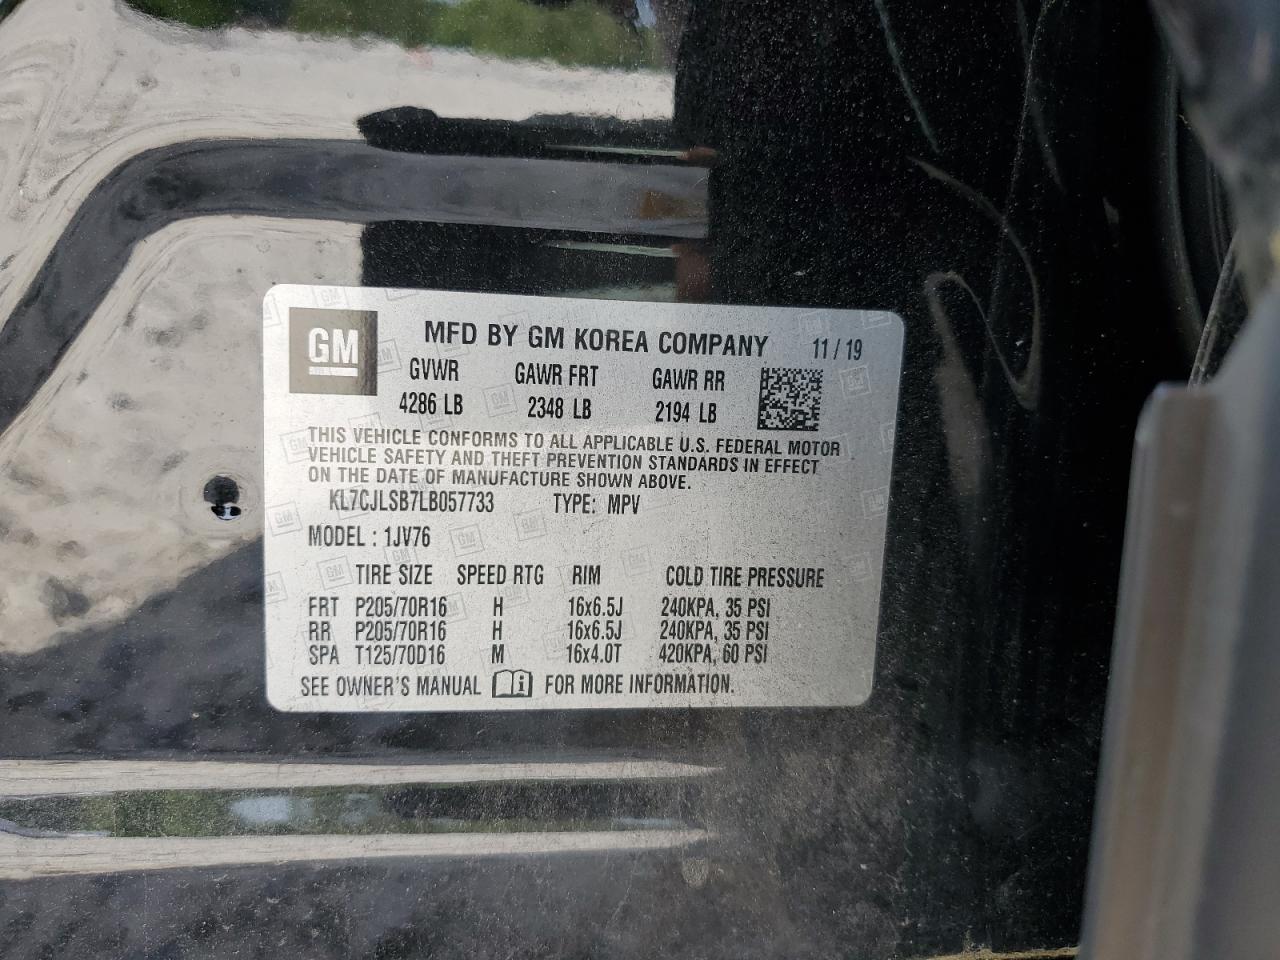 GM MFD BY GM KOREA COMPANY 11 / 19
GVWR GAWR FRT GAWR RR
4286 LB 2348 LB 2194 LB
THIS VEHICLE CONFORMS TO ALL APPLICABLE U.S. FEDERAL MOTOR
VEHICLE SAFETY AND THEFT PREVENTION STANDARDS IN EFFECT
ON THE DATE OF MANUFACTURE SHOWN ABOVE.
KL7CJLSB7LB057733 TYPE: MPV
MODEL : 1JV76
TIRE SIZE SPEED RTG RIM COLD TIRE PRESSURE
FRT P205/70R16 H 16x6.5J 240KPA, 35 PSI
RR P205/70R16 H 16x6.5J 240KPA, 35 PSI
SPA T125/70D16 M 16x4.0T 420KPA, 60 PSI
SEE OWNER'S MANUAL i FOR MORE INFORMATION.